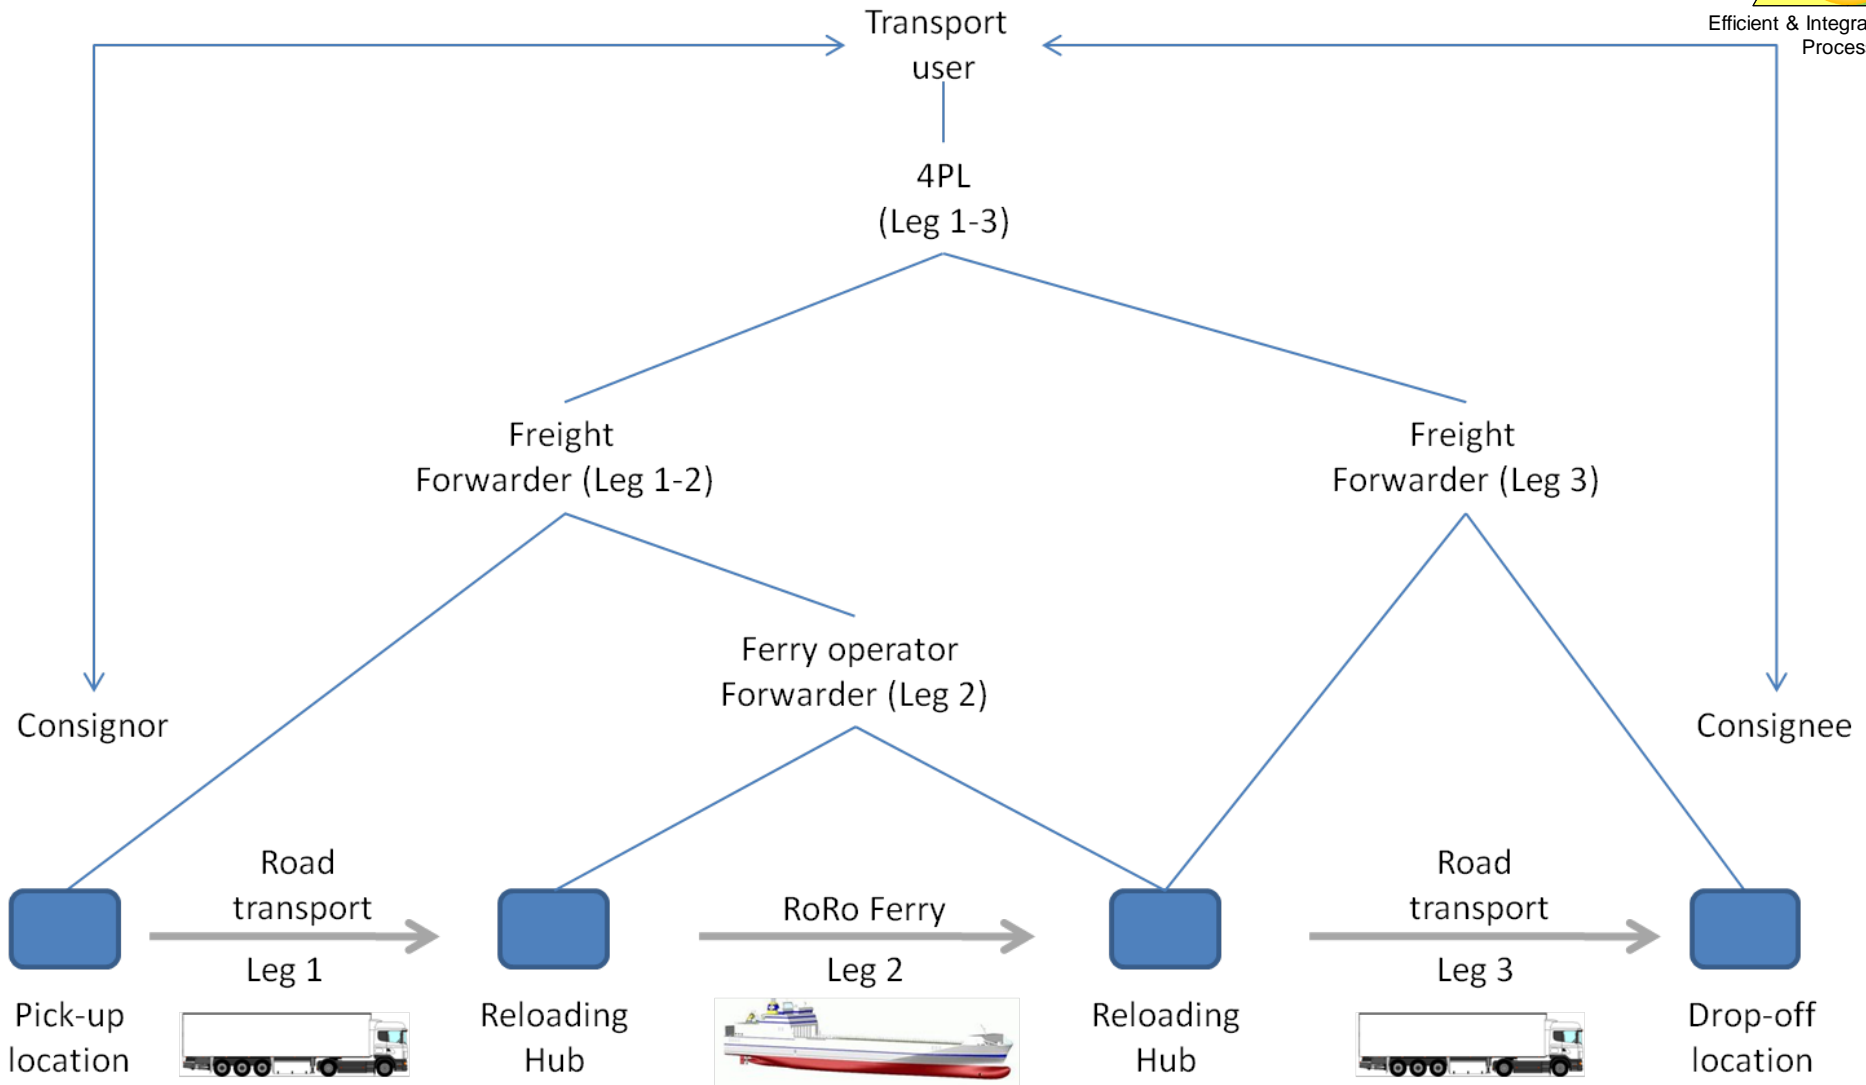 Transport
user
Efficient & Integra
Proces
4PL
(Leg 1-3)
Freight
Forwarder (Leg 1-2)
Freight
Forwarder (Leg 3)
Ferry operator
Forwarder (Leg 2)
Consignor
Consignee
Road
transport
Leg 1
RoRo Ferry
Leg 2
Road
transport
Leg 3
Pick-up
location
Reloading
Hub
Reloading
Hub
Drop-off
location